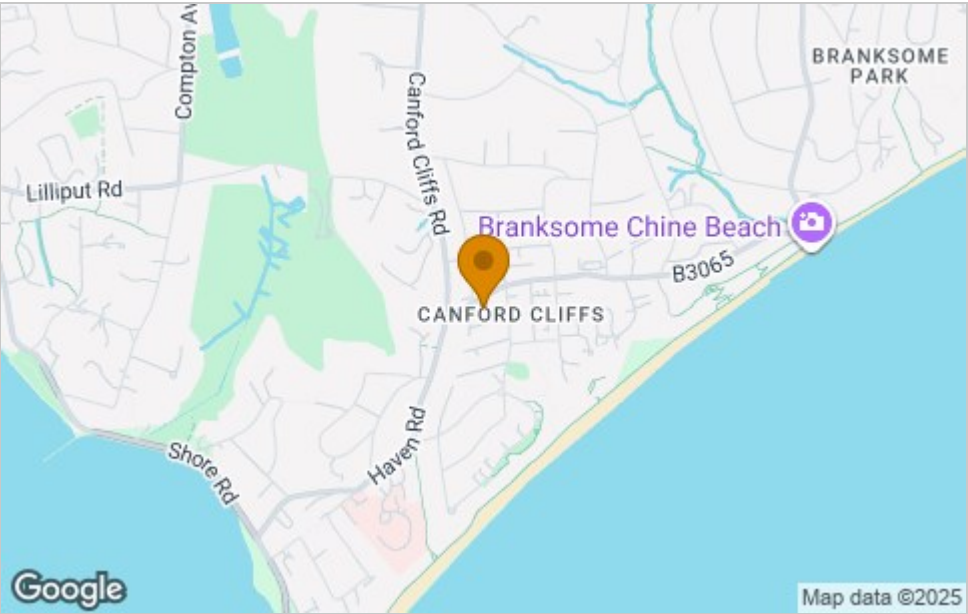 Compton Av
BRANKSOME
PARK
Canford Cliffs Rd
Lilliput Rd
Branksome Chine Beach
B3065
CANFORD CLIFFS
Haven Rd
Shore Rd
Google
Map data ©2025